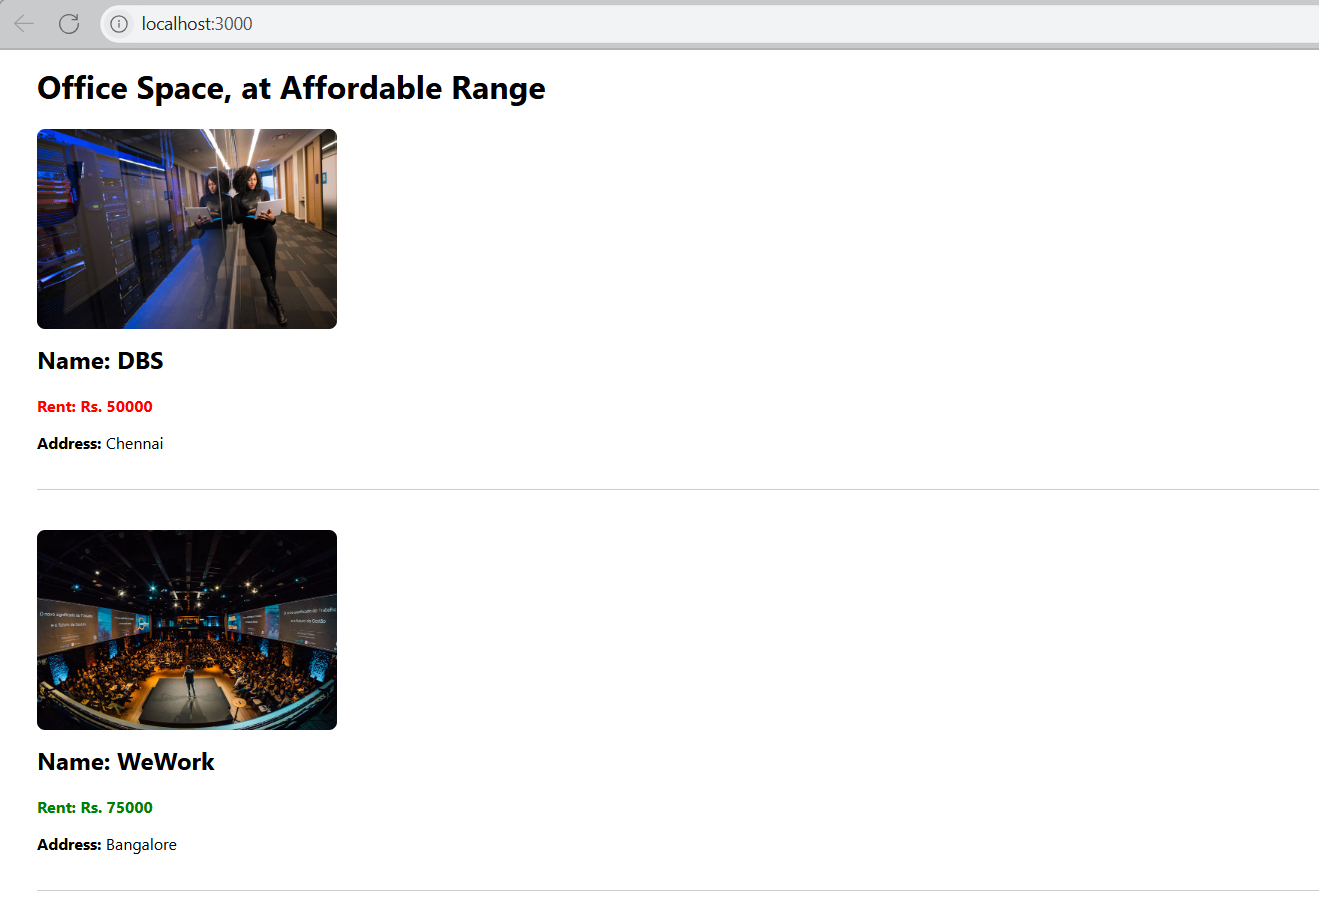 localhost:3000
Office Space, at Affordable Range
Name: DBS
Rent: Rs. 50000
Address: Chennai
Name: WeWork
Rent: Rs. 75000
Address: Bangalore